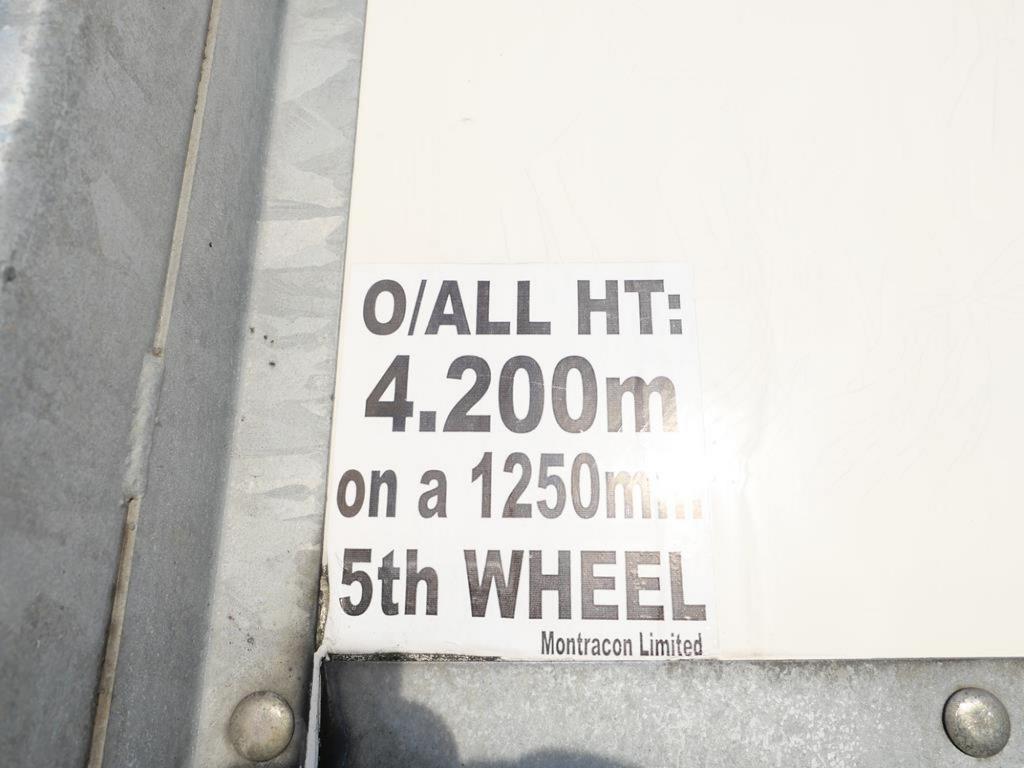 O/ALL HT:
4.200m
on a 1250mm
5th WHEEL
Montracon Limited